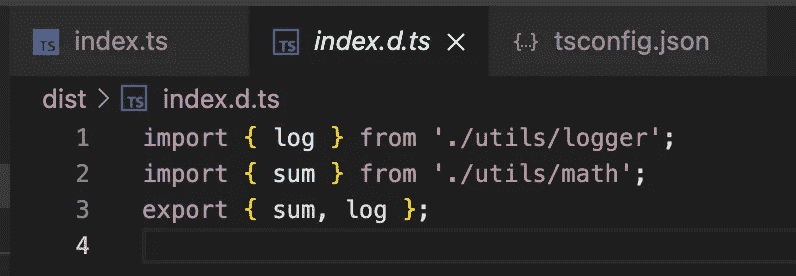 TS index.ts TS index.d.ts × {..} tsconfig.json
dist > TS index.d.ts
1 import { log } from './utils/logger';
2 import { sum } from './utils/math';
3 export { sum, log };
4